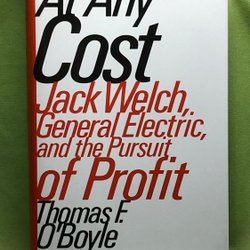 At Any
Cost
Jack Welch,
General Electric,
and the Pursuit
of Profit
Thomas F.
O'Boyle